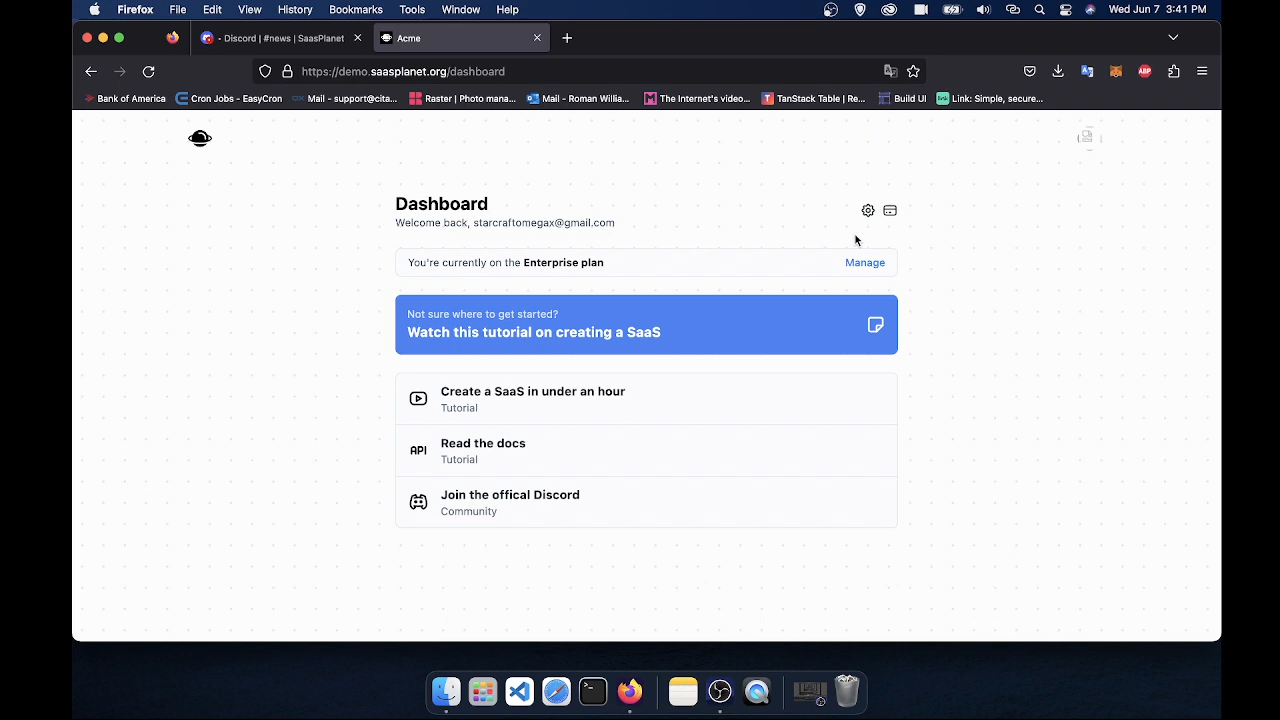 Firefox File Edit View History Bookmarks Tools Window Help Wed Jun 7 3:41 PM
- Discord | #news | SaasPlanet Acme
https://demo.saasplanet.org/dashboard ABP
Bank of America Cron Jobs - EasyCron Mail - support@cita... Raster | Photo mana... Mail - Roman Willia... The Internet's video... TanStack Table | Re... Build UI Link: Simple, secure...
Dashboard
Welcome back, starcraftomegax@gmail.com
You're currently on the Enterprise plan Manage
Not sure where to get started?
Watch this tutorial on creating a SaaS
Create a SaaS in under an hour
Tutorial
API Read the docs
Tutorial
Join the offical Discord
Community